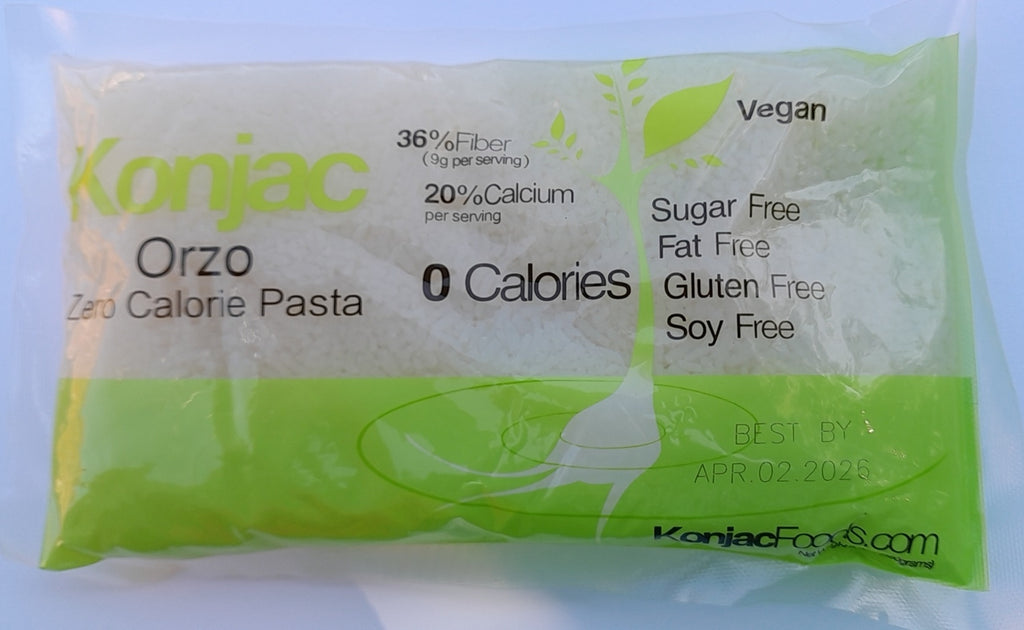 Konjac
Orzo
Zero Calorie Pasta
36%Fiber
(9g per serving)
20%Calcium
per serving
0 Calories
Vegan
Sugar Free
Fat Free
Gluten Free
Soy Free
BEST BY
APR.02.2026
KonjacFoods.com